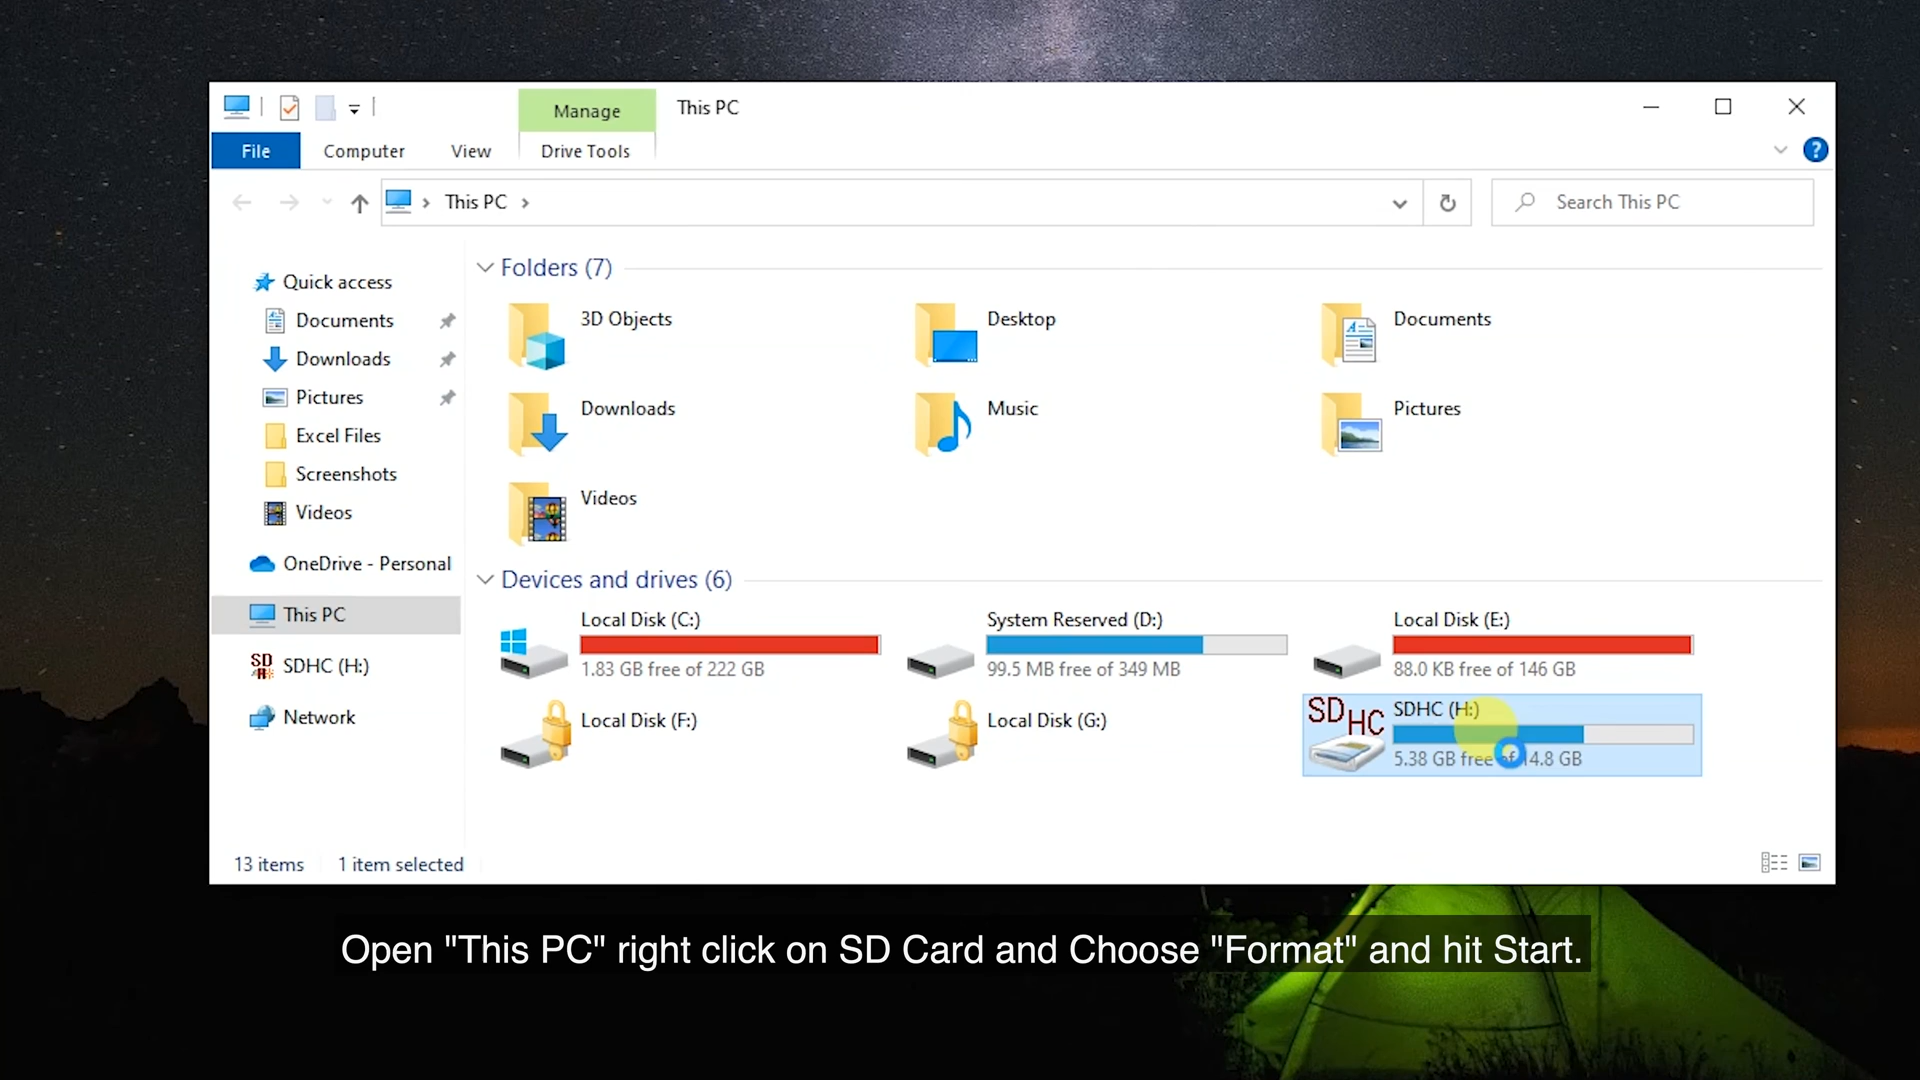 Manage
This PC
File
Computer
View
Drive Tools
This PC
Search This PC
Quick access
Documents
Downloads
Pictures
Excel Files
Screenshots
Videos
OneDrive - Personal
This PC
SDHC (H:)
Network
Folders (7)
3D Objects
Desktop
Documents
Downloads
Music
Pictures
Videos
Devices and drives (6)
Local Disk (C:)
1.83 GB free of 222 GB
System Reserved (D:)
99.5 MB free of 349 MB
Local Disk (E:)
88.0 KB free of 146 GB
Local Disk (F:)
Local Disk (G:)
SDHC
SDHC (H:)
5.38 GB free of 14.8 GB
13 items
1 item selected
Open "This PC" right click on SD Card and Choose "Format" and hit Start.